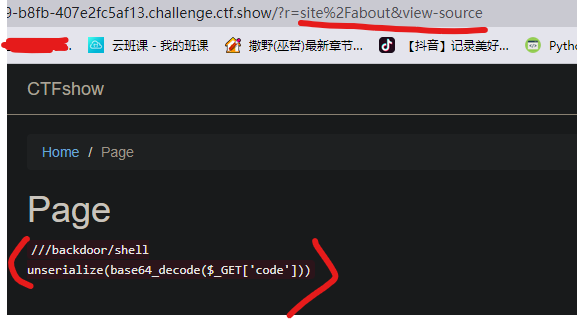 9-b8fb-407e2fc5af13.challenge.ctf.show/?r=site%2Fabout&view-source
云班课 - 我的班课 撒野(巫哲)最新章节... 【抖音】记录美好... Pytho
CTFshow
Home / Page
Page
///backdoor/shell
unserialize(base64_decode($_GET['code']))